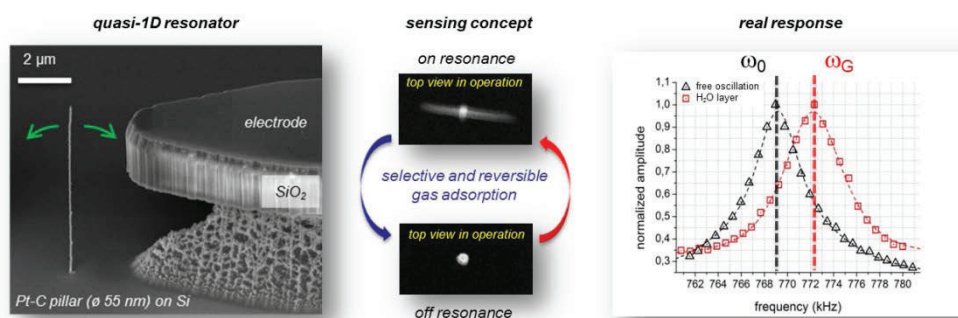 quasi-1D resonator
2 µm
electrode
SiO2
Pt-C pillar (ø 55 nm) on Si
sensing concept
on resonance
top view in operation
selective and reversible
gas adsorption
top view in operation
off resonance
real response
ω0
ωG
free oscillation
H2O layer
normalized amplitude
1,0
0,9
0,8
0,7
0,6
0,5
0,4
0,3
762 764 766 768 770 772 774 776 778 780
frequency (kHz)